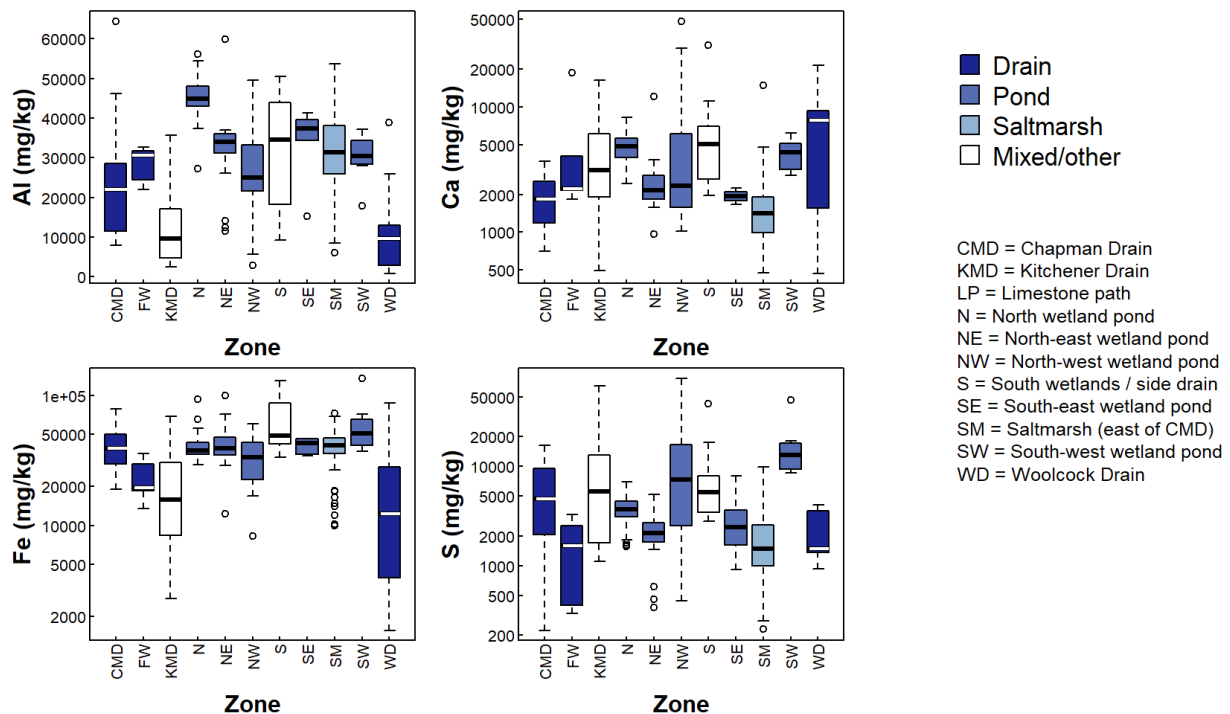 Al (mg/kg)
60000
50000
40000
30000
20000
10000
0
CMD
FW
KMD
N
NE
NW
S
SE
SM
SW
WD
Zone
Ca (mg/kg)
50000
20000
10000
5000
2000
1000
500
CMD
FW
KMD
N
NE
NW
S
SE
SM
SW
WD
Zone
Drain
Pond
Saltmarsh
Mixed/other
CMD = Chapman Drain
KMD = Kitchener Drain
LP = Limestone path
N = North wetland pond
NE = North-east wetland pond
NW = North-west wetland pond
S = South wetlands / side drain
SE = South-east wetland pond
SM = Saltmarsh (east of CMD)
SW = South-west wetland pond
WD = Woolcock Drain
Fe (mg/kg)
1e+05
50000
20000
10000
5000
2000
CMD
FW
KMD
N
NE
NW
S
SE
SM
SW
WD
Zone
S (mg/kg)
50000
20000
10000
5000
2000
1000
500
200
CMD
FW
KMD
N
NE
NW
S
SE
SM
SW
WD
Zone